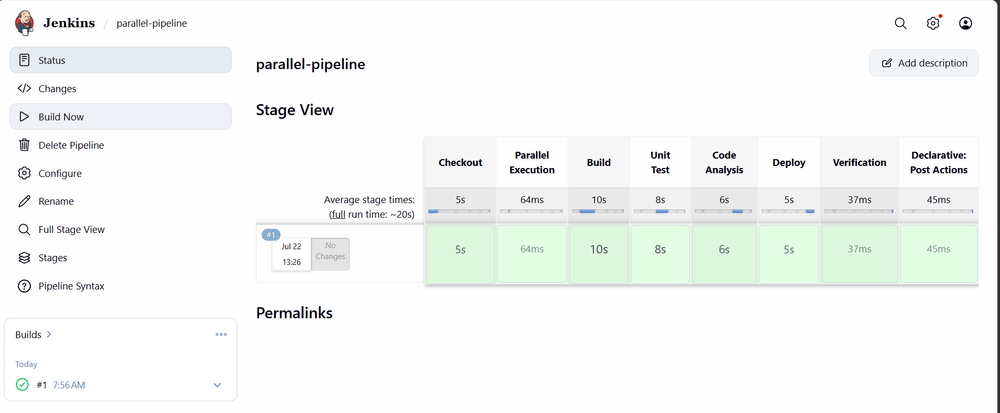 Jenkins / parallel-pipeline
Status
Changes
Build Now
Delete Pipeline
Configure
Rename
Full Stage View
Stages
Pipeline Syntax
Builds
Today
#1 7:56 AM
parallel-pipeline
Add description
Stage View
Checkout
Parallel
Execution
Build
Unit
Test
Code
Analysis
Deploy
Verification
Declarative:
Post Actions
Average stage times:
(full run time: ~20s)
5s 64ms 10s 8s 6s 5s 37ms 45ms
#1
Jul 22
13:26
No
Changes
5s 64ms 10s 8s 6s 5s 37ms 45ms
Permalinks